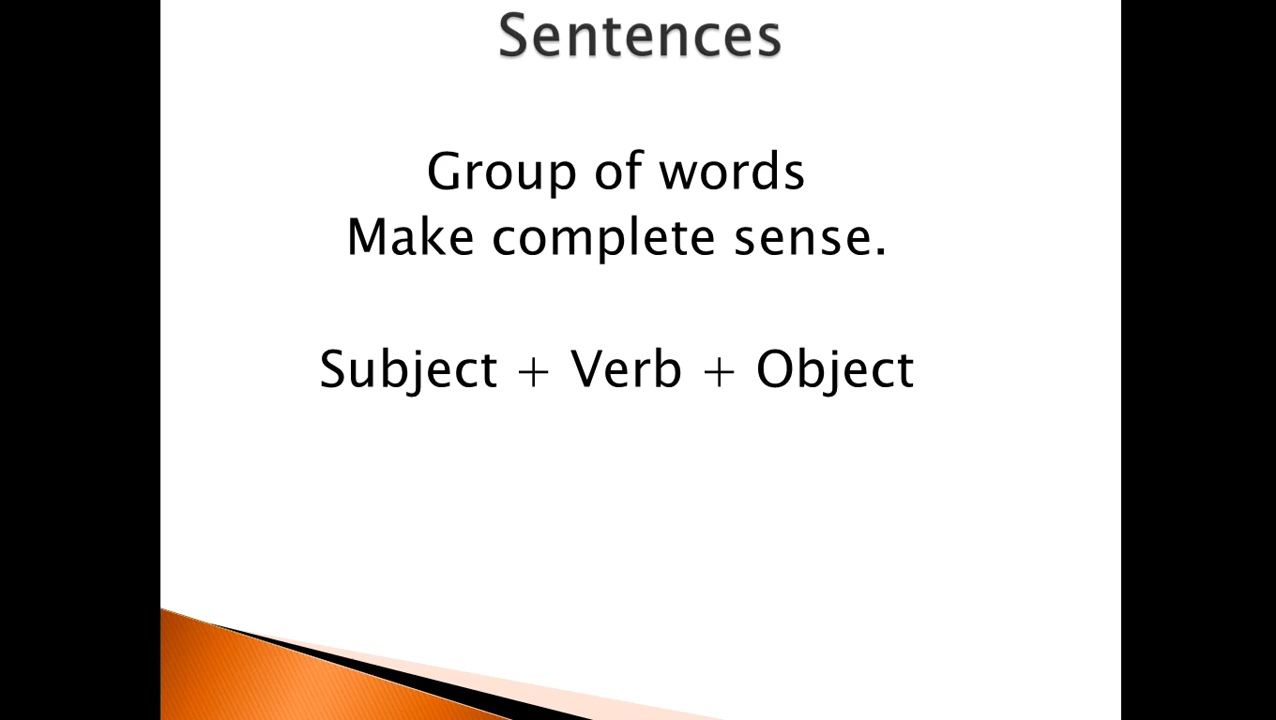 Sentences
Group of words
Make complete sense.
Subject + Verb + Object